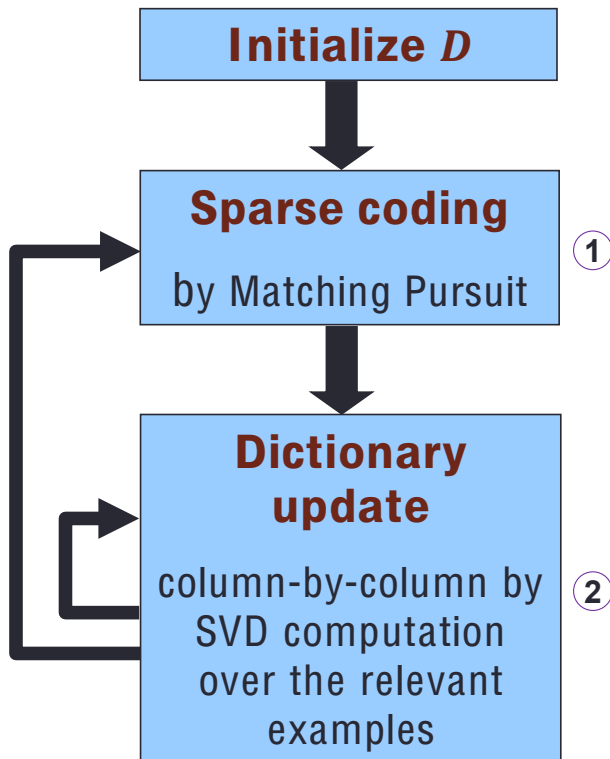 Initialize D
Sparse coding
by Matching Pursuit
1
Dictionary
update
column-by-column by
SVD computation
over the relevant
examples
2